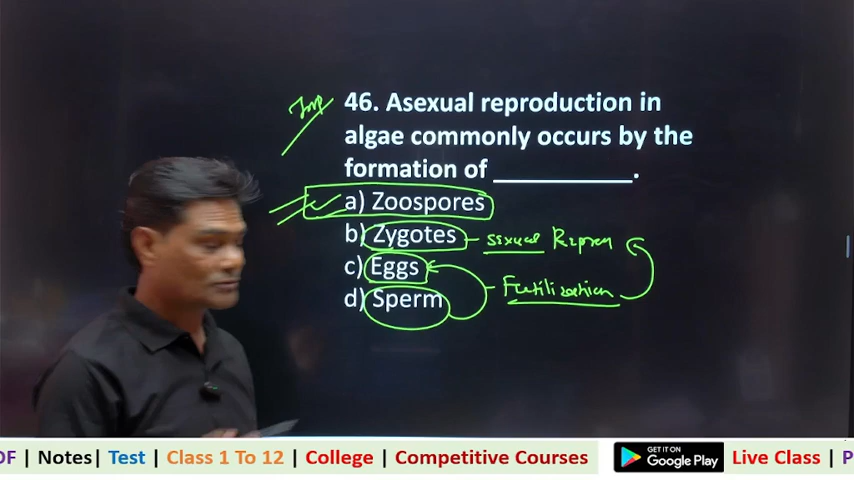 Imp
46. Asexual reproduction in
algae commonly occurs by the
formation of ____________.
a) Zoospores
b) Zygotes - sexual Repron
c) Eggs
Fertilization
d) Sperm
DF | Notes| Test | Class 1 To 12 | College | Competitive Courses GET IT ON Google Play Live Class | P